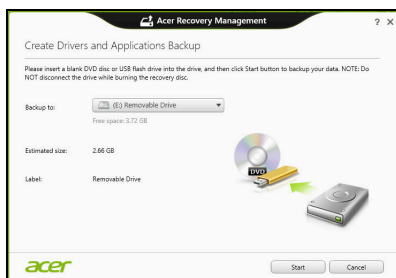 Acer Recovery Management
? X
Create Drivers and Applications Backup
Please insert a blank DVD disc or USB flash drive into the drive, and then click Start button to backup your data. NOTE: Do
NOT disconnect the drive while burning the recovery disc.
Backup to:
(E:) Removable Drive
Free space: 3.72 GB
Estimated size:
2.66 GB
DVD
Label:
Removable Drive
acer
Start
Cancel